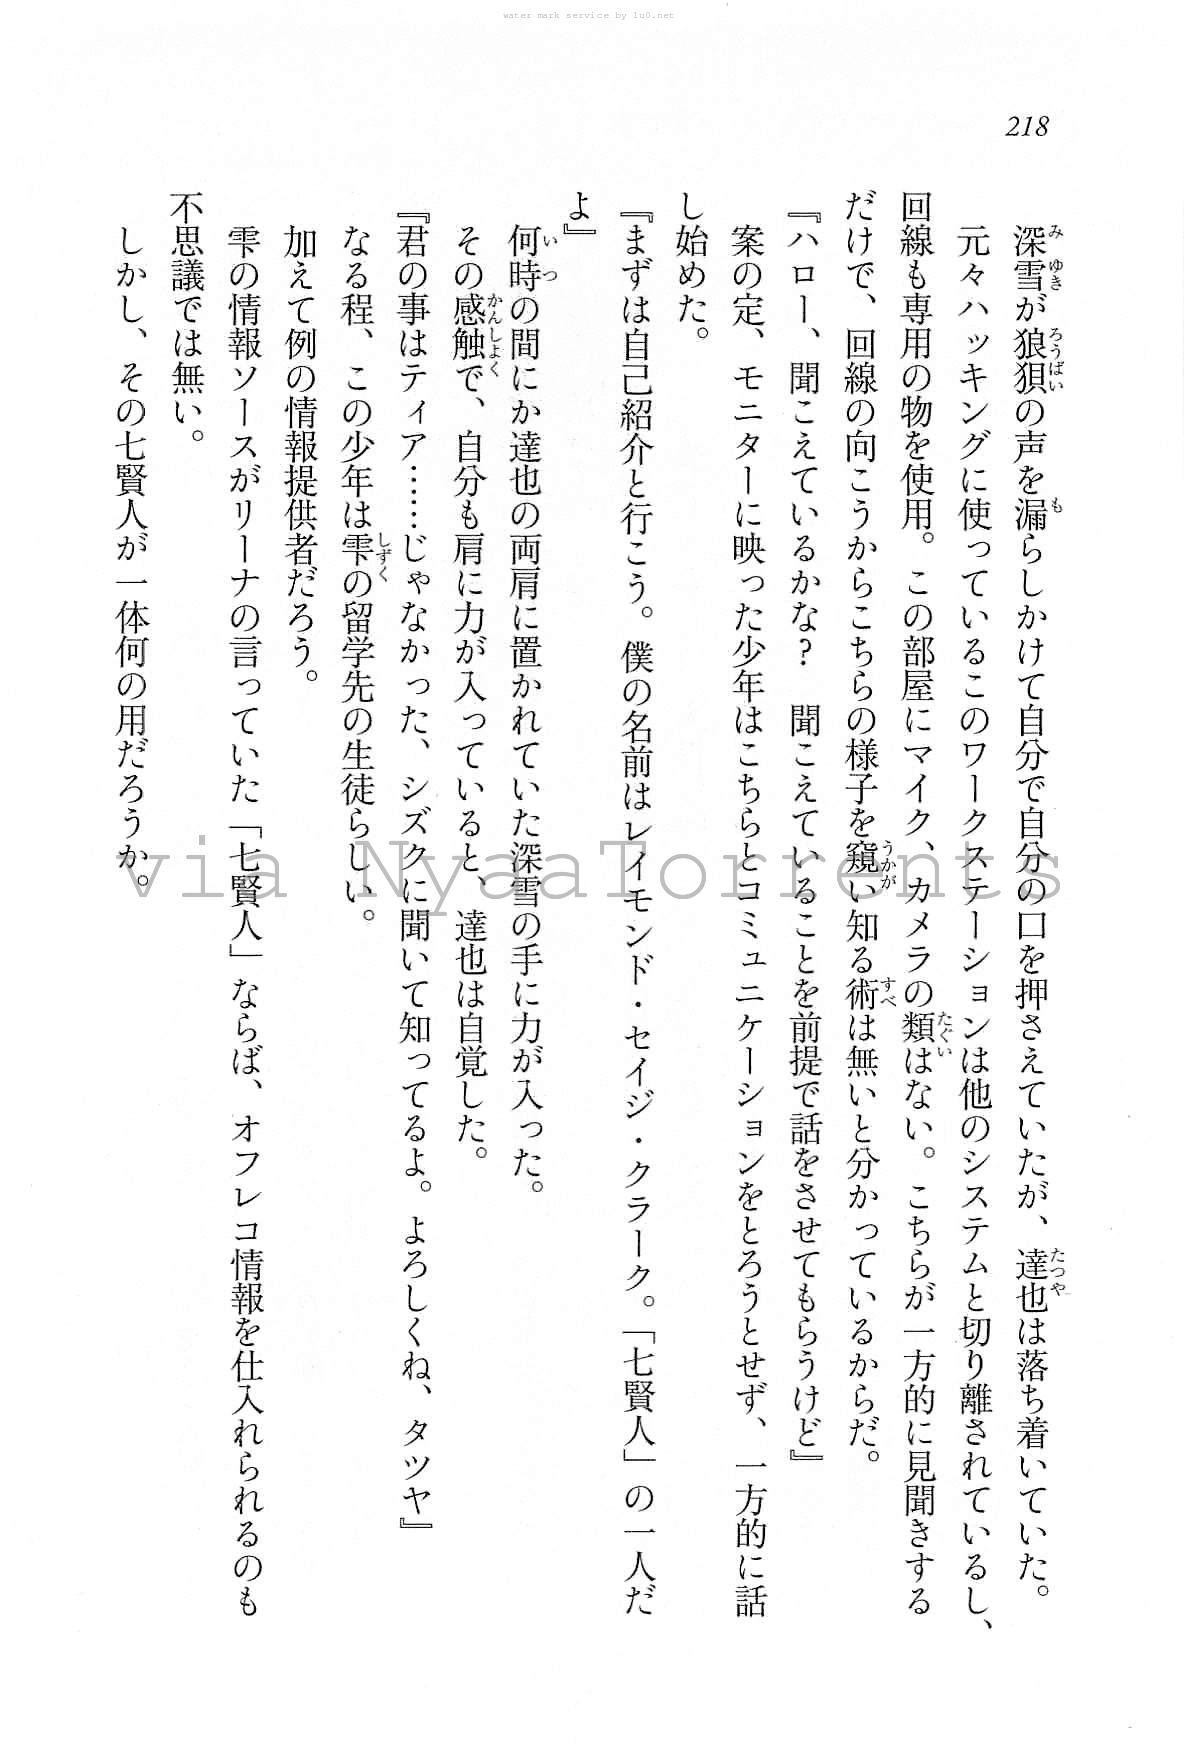 water mark service by lu0.net
218
深雪が狼狽の声を漏らしかけて自分で自分の口を押さえていたが、達也は落ち着いていた。
元々ハッキングに使っているこのワークステーションは他のシステムと切り離されているし、
回線も専用の物を使用。この部屋にマイク、カメラの類はない。こちらが一方的に見聞きする
だけで、回線の向こうからこちらの様子を窺い知る術は無いと分かっているからだ。
『ハロー、聞こえているかな?　聞こえていることを前提で話をさせてもらうけど』
案の定、モニターに映った少年はこちらとコミュニケーションをとろうとせず、一方的に話
し始めた。
『まずは自己紹介と行こう。僕の名前はレイモンド・セイジ・クラーク。「七賢人」の一人だ
よ』
何時の間にか達也の両肩に置かれていた深雪の手に力が入った。
その感触で、自分も肩に力が入っていると、達也は自覚した。
『君の事はティア……じゃなかった、シズクに聞いて知ってるよ。よろしくね、タツヤ』
なる程、この少年は雫の留学先の生徒らしい。
加えて例の情報提供者だろう。
雫の情報ソースがリーナの言っていた「七賢人」ならば、オフレコ情報を仕入れられるのも
不思議では無い。
しかし、その七賢人が一体何の用だろうか。
via NyaaTorrents